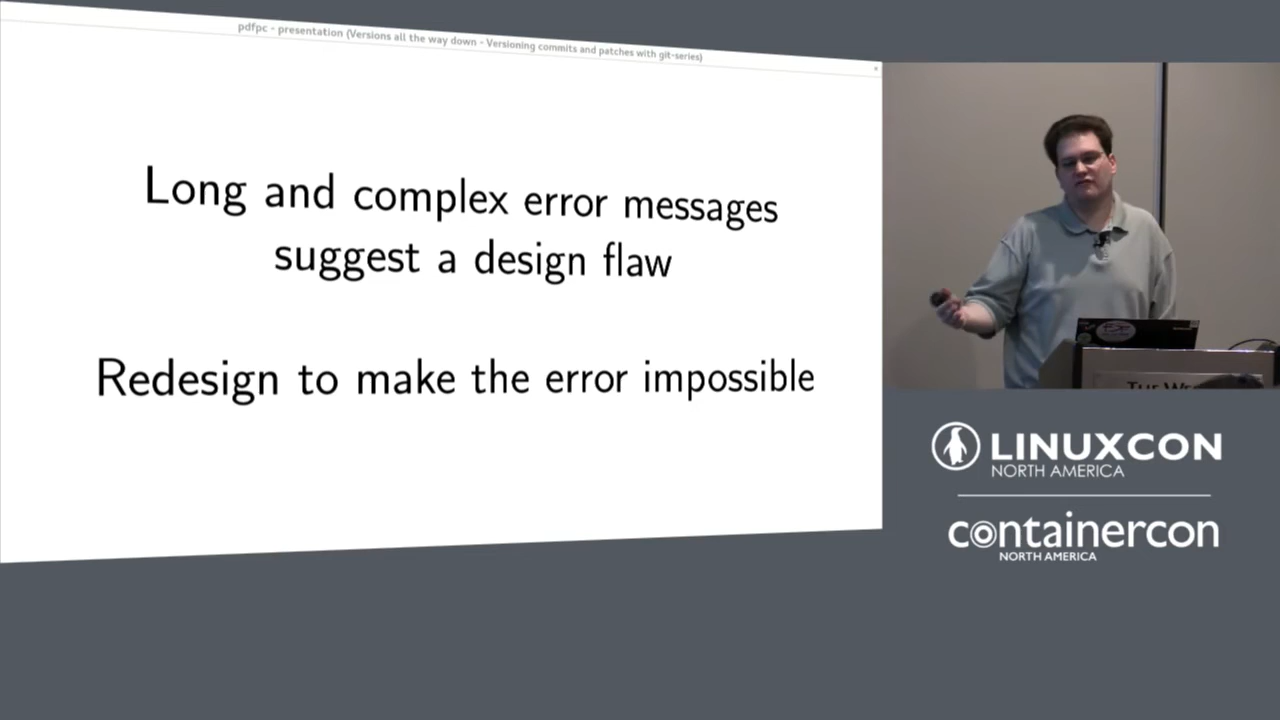 pdfpc - presentation (Versions all the way down - Versioning commits and patches with git-series)
Long and complex error messages
suggest a design flaw
Redesign to make the error impossible
LINUXCON
NORTH AMERICA
containercon
NORTH AMERICA